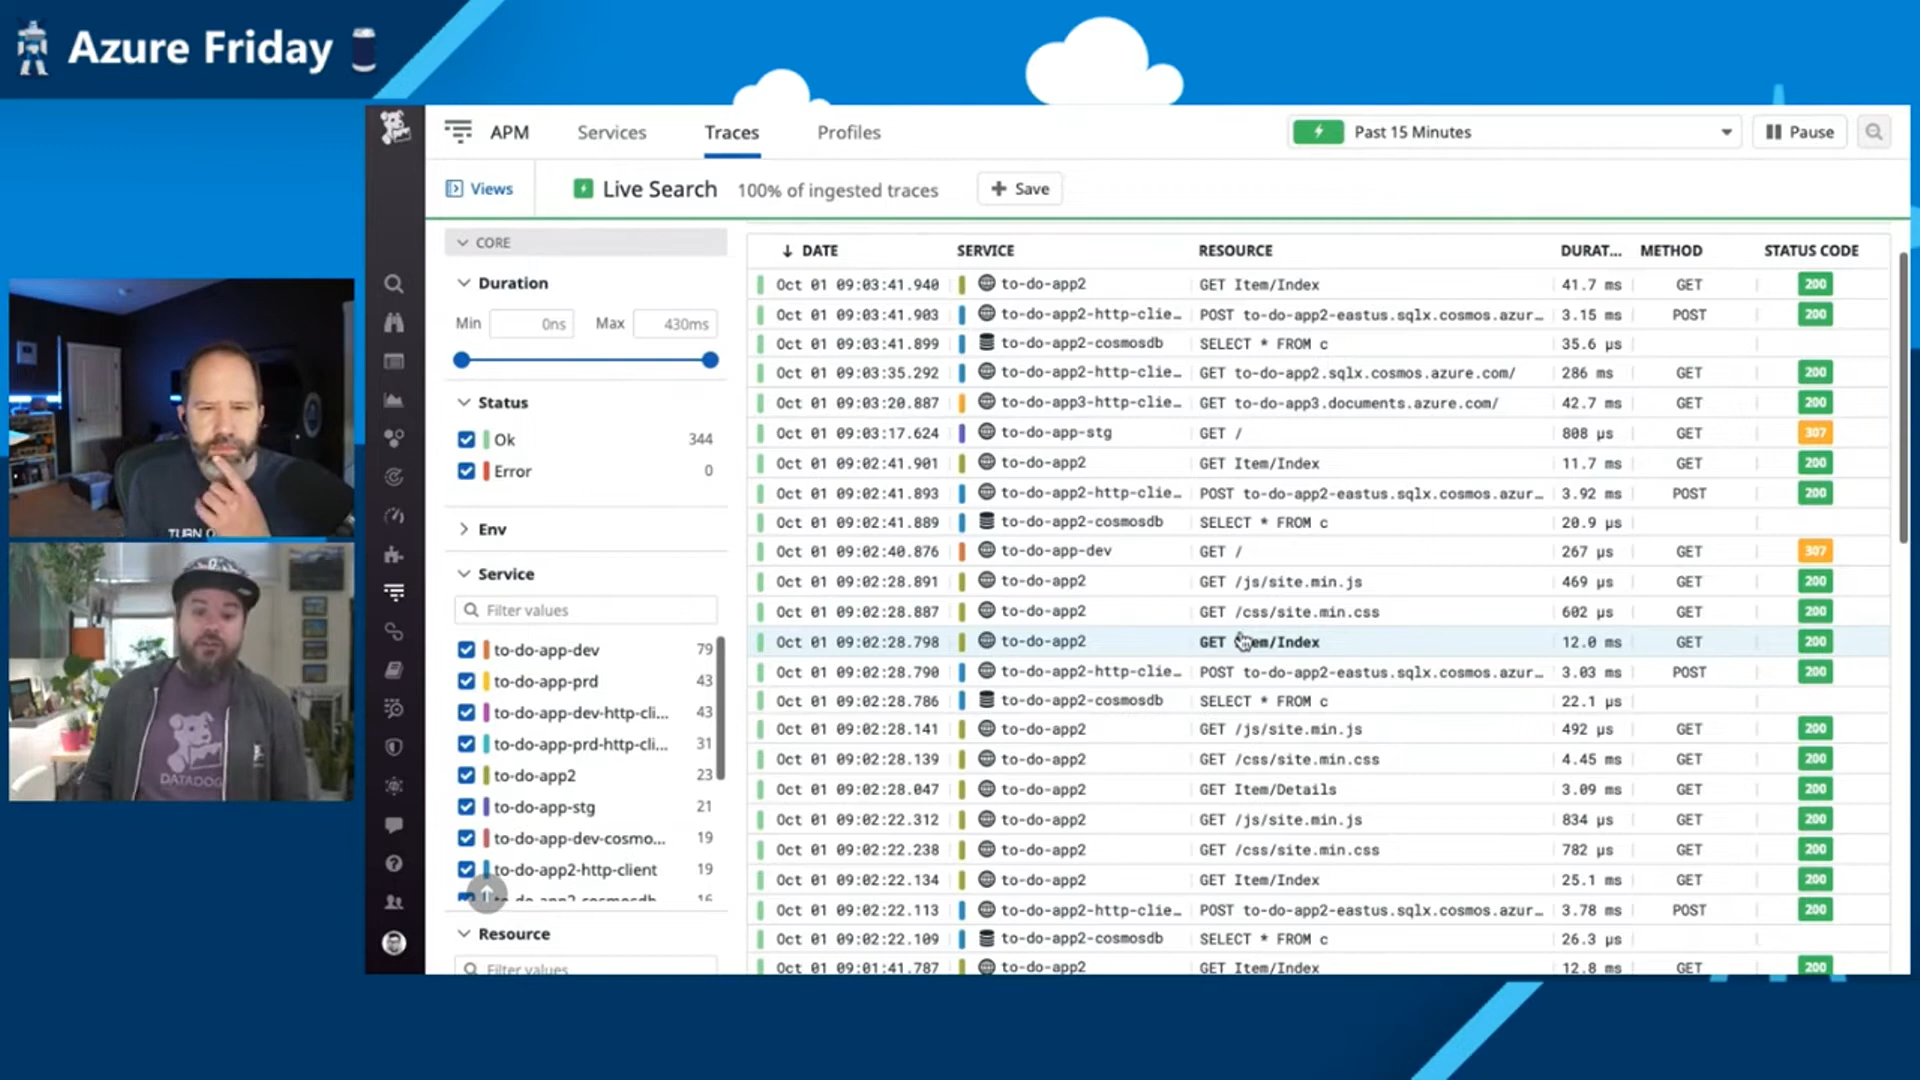 Azure Friday
APM Services Traces Profiles Past 15 Minutes Pause
Views Live Search 100% of ingested traces + Save
CORE
Duration
Min 0ns Max 430ms
Status
Ok 344
Error 0
Env
Service
Filter values
to-do-app-dev 79
to-do-app-prd 43
to-do-app-dev-http-cli... 43
to-do-app-prd-http-cli... 31
to-do-app2 23
to-do-app-stg 21
to-do-app-dev-cosmo... 19
to-do-app2-http-client 19
to-do-app2-cosmosdb 16
Resource
Filter values
DATE SERVICE RESOURCE DURAT... METHOD STATUS CODE
Oct 01 09:03:41.940 to-do-app2 GET Item/Index 41.7 ms GET 200
Oct 01 09:03:41.903 to-do-app2-http-clie... POST to-do-app2-eastus.sqlx.cosmos.azur... 3.15 ms POST 200
Oct 01 09:03:41.899 to-do-app2-cosmosdb SELECT * FROM c 35.6 µs
Oct 01 09:03:35.292 to-do-app2-http-clie... GET to-do-app2.sqlx.cosmos.azure.com/ 286 ms GET 200
Oct 01 09:03:20.887 to-do-app3-http-clie... GET to-do-app3.documents.azure.com/ 42.7 ms GET 200
Oct 01 09:03:17.624 to-do-app-stg GET / 808 µs GET 307
Oct 01 09:02:41.901 to-do-app2 GET Item/Index 11.7 ms GET 200
Oct 01 09:02:41.893 to-do-app2-http-clie... POST to-do-app2-eastus.sqlx.cosmos.azur... 3.92 ms POST 200
Oct 01 09:02:41.889 to-do-app2-cosmosdb SELECT * FROM c 20.9 µs
Oct 01 09:02:40.876 to-do-app-dev GET / 267 µs GET 307
Oct 01 09:02:28.891 to-do-app2 GET /js/site.min.js 469 µs GET 200
Oct 01 09:02:28.887 to-do-app2 GET /css/site.min.css 602 µs GET 200
Oct 01 09:02:28.798 to-do-app2 GET Item/Index 12.0 ms GET 200
Oct 01 09:02:28.790 to-do-app2-http-clie... POST to-do-app2-eastus.sqlx.cosmos.azur... 3.03 ms POST 200
Oct 01 09:02:28.786 to-do-app2-cosmosdb SELECT * FROM c 22.1 µs
Oct 01 09:02:28.141 to-do-app2 GET /js/site.min.js 492 µs GET 200
Oct 01 09:02:28.139 to-do-app2 GET /css/site.min.css 4.45 ms GET 200
Oct 01 09:02:28.047 to-do-app2 GET Item/Details 3.09 ms GET 200
Oct 01 09:02:22.312 to-do-app2 GET /js/site.min.js 834 µs GET 200
Oct 01 09:02:22.238 to-do-app2 GET /css/site.min.css 782 µs GET 200
Oct 01 09:02:22.134 to-do-app2 GET Item/Index 25.1 ms GET 200
Oct 01 09:02:22.113 to-do-app2-http-clie... POST to-do-app2-eastus.sqlx.cosmos.azur... 3.78 ms POST 200
Oct 01 09:02:22.109 to-do-app2-cosmosdb SELECT * FROM c 26.3 µs
Oct 01 09:01:41.787 to-do-app2 GET Item/Index 12.8 ms GET 200
TURN O
DATADOG